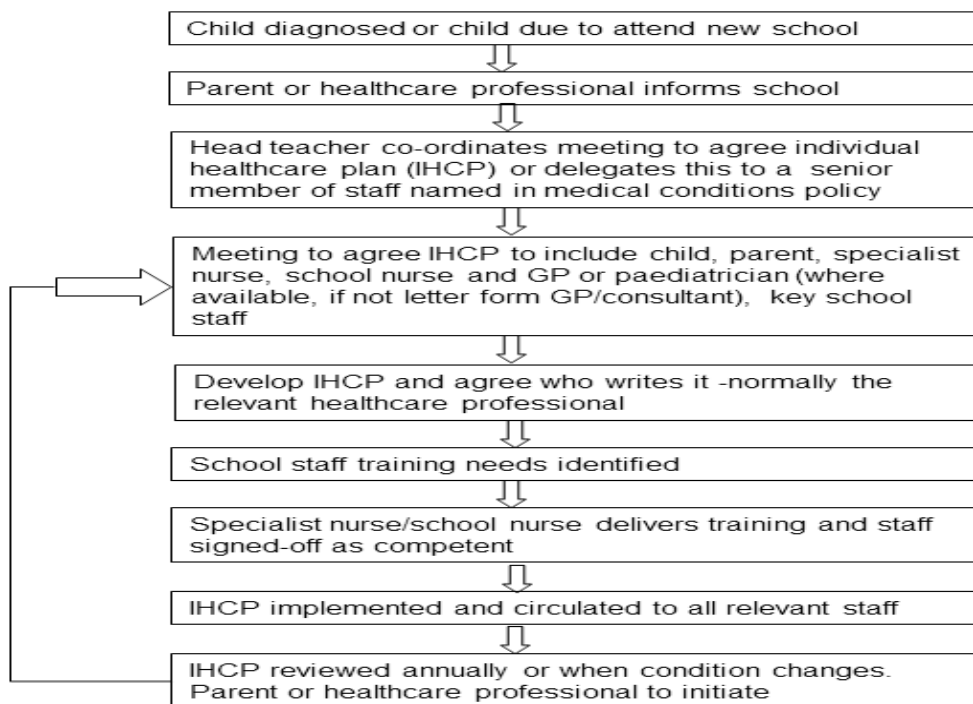 Child diagnosed or child due to attend new school
Parent or healthcare professional informs school
Head teacher co-ordinates meeting to agree individual
healthcare plan (IHCP) or delegates this to a senior
member of staff named in medical conditions policy
Meeting to agree IHCP to include child, parent, specialist
nurse, school nurse and GP or paediatrician (where
available, if not letter form GP/consultant), key school
staff
Develop IHCP and agree who writes it -normally the
relevant healthcare professional
School staff training needs identified
Specialist nurse/school nurse delivers training and staff
signed-off as competent
IHCP implemented and circulated to all relevant staff
IHCP reviewed annually or when condition changes.
Parent or healthcare professional to initiate